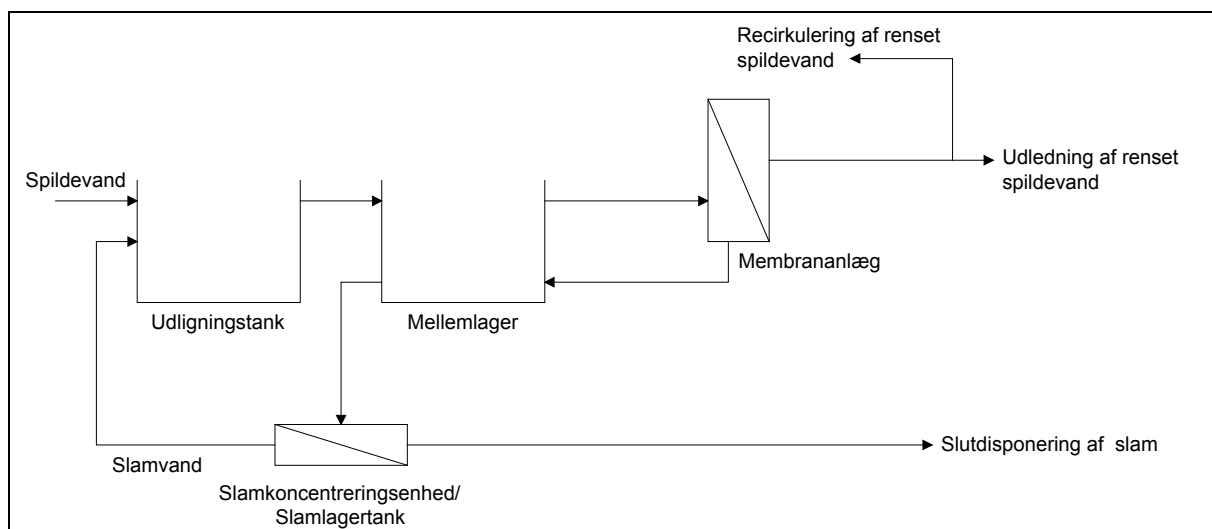 Recirkulering af renset
spildevand
Spildevand
Udledning af renset
spildevand
Membrananlæg
Udligningstank
Mellemlager
Slamvand
Slutdisponering af slam
Slamkoncentreringsenhed/
Slamlagertank